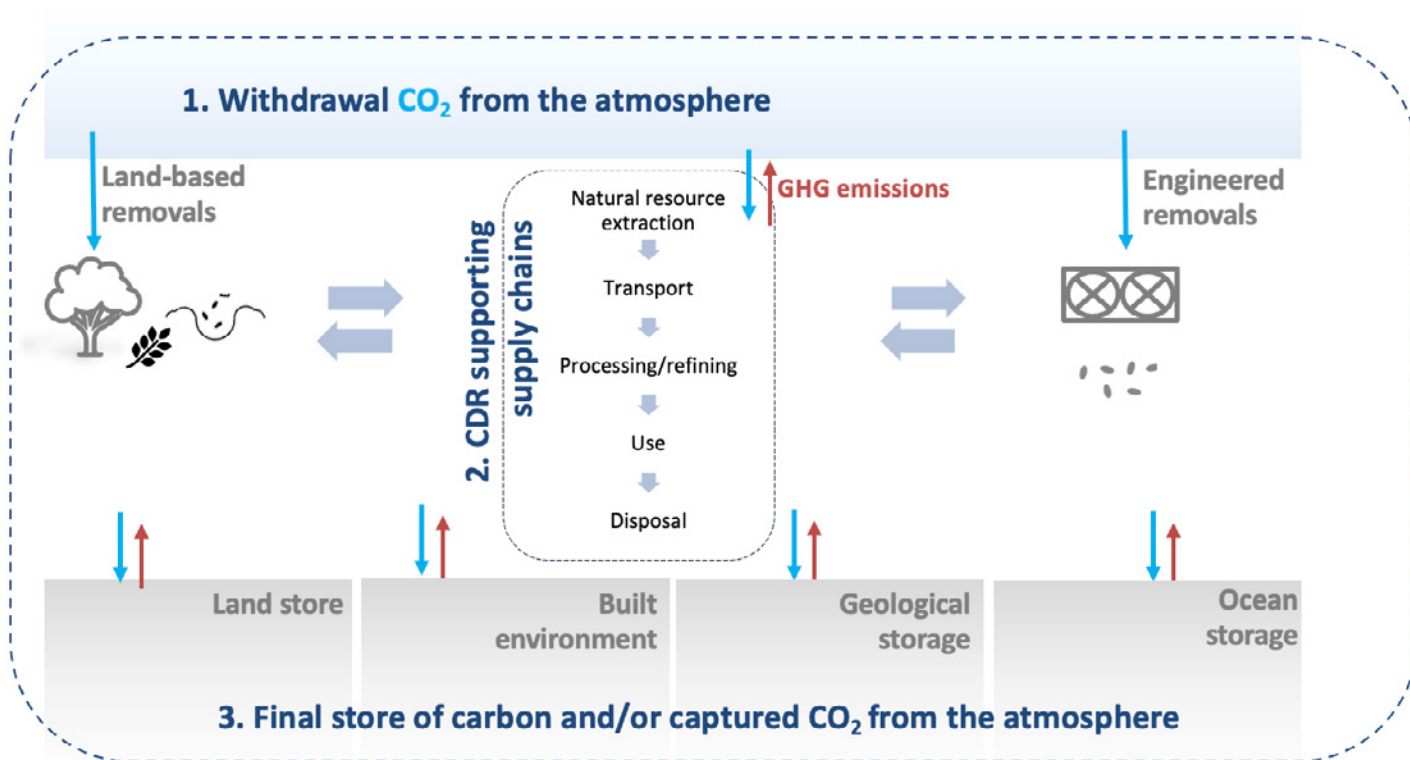 1. Withdrawal CO₂ from the atmosphere
Land-based
removals
2. CDR supporting
supply chains
Natural resource
extraction
Transport
Processing/refining
Use
Disposal
GHG emissions
Engineered
removals
Land store
Built
environment
Geological
storage
Ocean
storage
3. Final store of carbon and/or captured CO₂ from the atmosphere